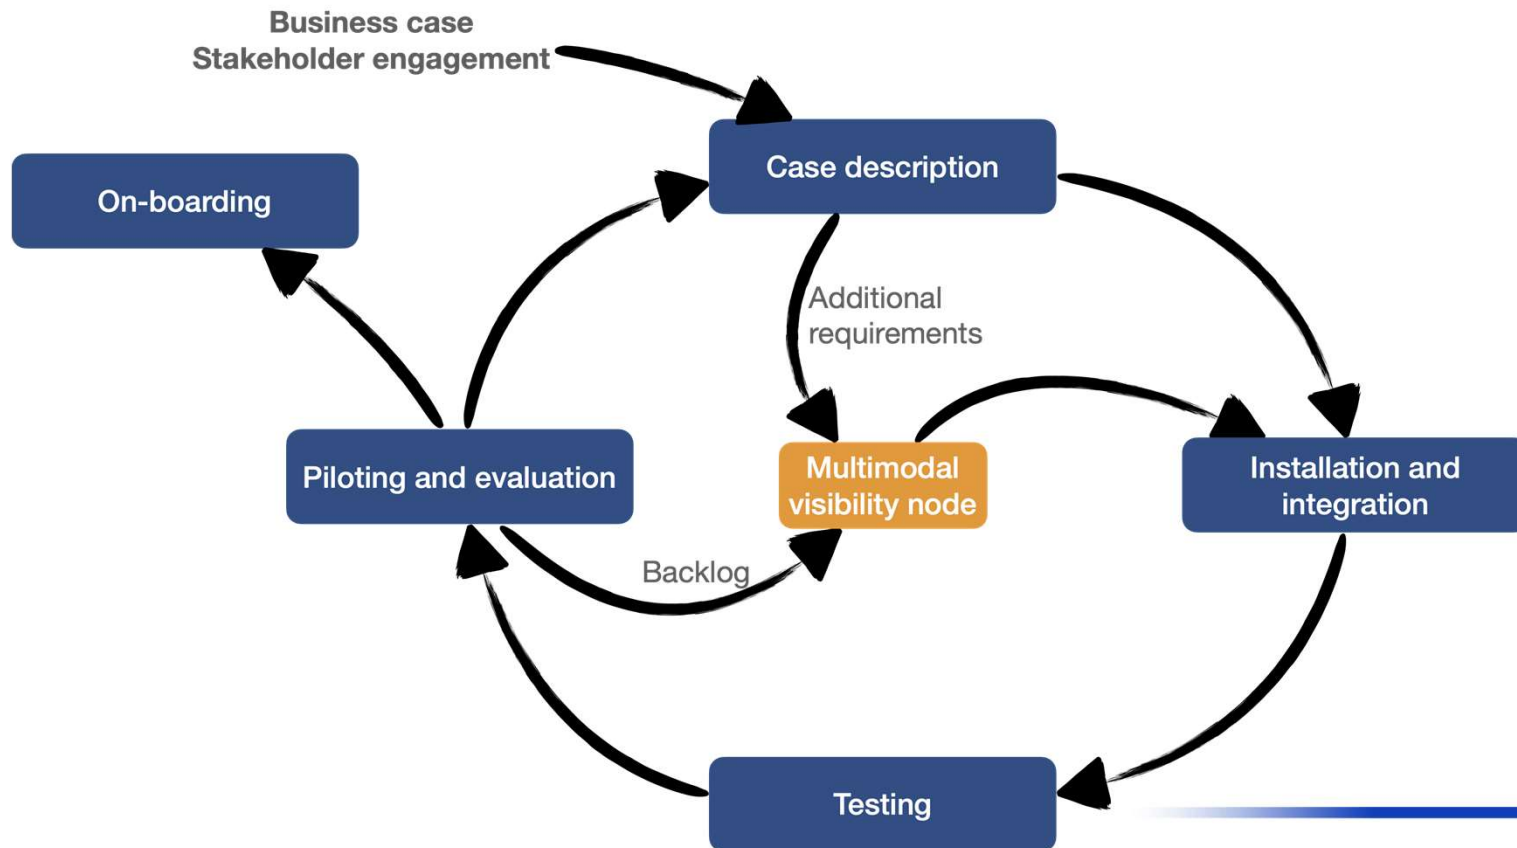 Business case
Stakeholder engagement
Case description
On-boarding
Additional
requirements
Piloting and evaluation
Multimodal
visibility node
Installation and
integration
Backlog
Testing